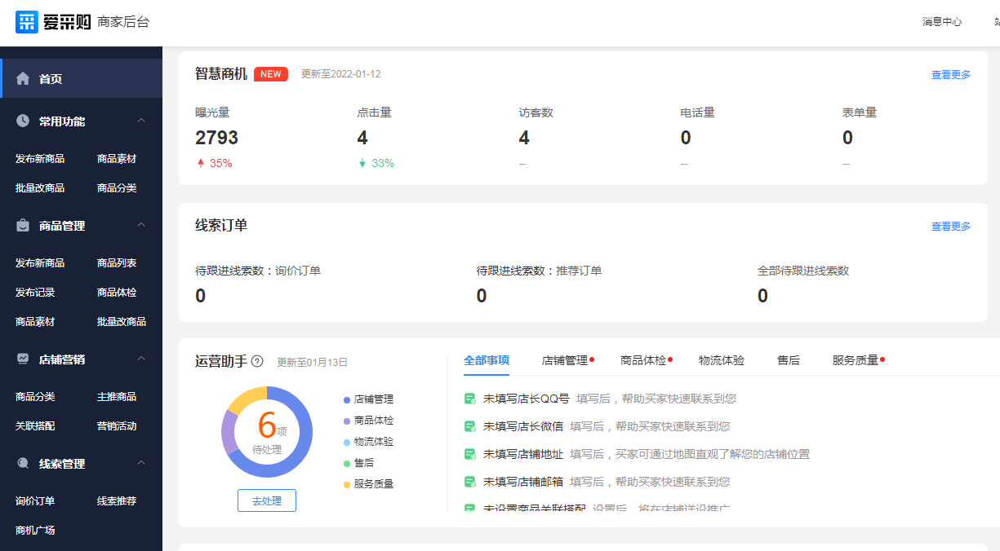 采 爱采购 商家后台
消息中心
首页
常用功能
发布新商品 商品素材
批量改商品 商品分类
商品管理
发布新商品 商品列表
发布记录 商品体检
商品素材 批量改商品
店铺营销
商品分类 主推商品
关联搭配 营销活动
线索管理
询价订单 线索推荐
商机广场
智慧商机 NEW 更新至2022-01-12 查看更多
曝光量 点击量 访客数 电话量 表单量
2793 4 4 0 0
35% 33% -- -- --
线索订单 查看更多
待跟进线索数：询价订单 待跟进线索数：推荐订单 全部待跟进线索数
0 0 0
运营助手 ? 更新至01月13日
6项
待处理
去处理
店铺管理
商品体检
物流体验
售后
服务质量
全部事项 店铺管理 商品体检 物流体验 售后 服务质量
未填写店长QQ号 填写后，帮助买家快速联系到您
未填写店长微信 填写后，帮助买家快速联系到您
未填写店铺地址 填写后，买家可通过地图直观了解您的店铺位置
未填写店铺邮箱 填写后，帮助买家快速联系到您
未设置商品关联搭配 设置后，将在店铺详设推广